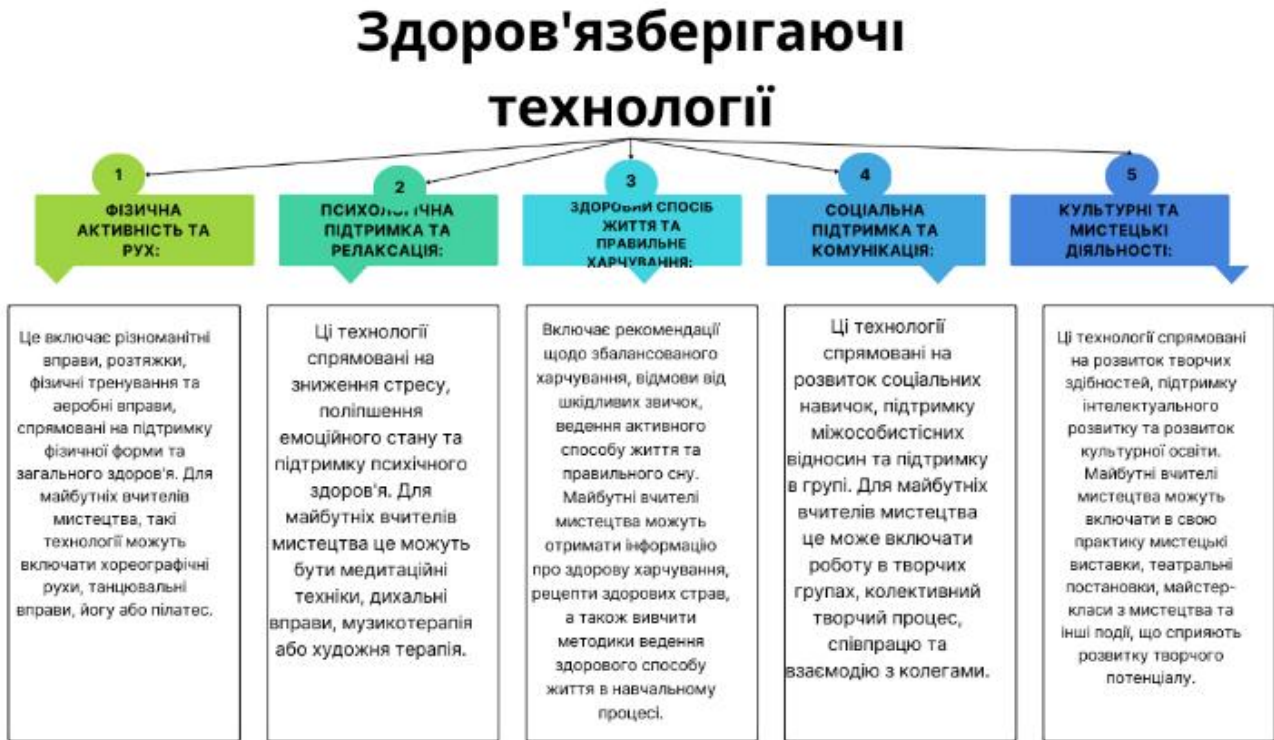 Здоров'язберігаючі
технології
1
ФІЗИЧНА
АКТИВНІСТЬ ТА
РУХ:
Це включає різноманітні
вправи, розтяжки,
фізичні тренування та
аеробні вправи,
спрямовані на підтримку
фізичної форми та
загального здоров'я. Для
майбутніх вчителів
мистецтва, такі
технології можуть
включати хореографічні
рухи, танцювальні
вправи, йогу або пілатес.
2
ПСИХОЛОГІЧНА
ПІДТРИМКА ТА
РЕЛАКСАЦІЯ:
Ці технології
спрямовані на
зниження стресу,
поліпшення
емоційного стану та
підтримку психічного
здоров'я. Для
майбутніх вчителів
мистецтва це можуть
бути медитаційні
техніки, дихальні
вправи, музикотерапія
або художня терапія.
3
ЗДОРОВИЙ СПОСІБ
ЖИТТЯ ТА
ПРАВИЛЬНЕ
ХАРЧУВАННЯ:
Включає рекомендації
щодо збалансованого
харчування, відмови від
шкідливих звичок,
ведення активного
способу життя та
правильного сну.
Майбутні вчителі
мистецтва можуть
отримати інформацію
про здорову харчування,
рецепти здорових страв,
а також вивчити
методики ведення
здорового способу
життя в навчальному
процесі.
4
СОЦІАЛЬНА
ПІДТРИМКА ТА
КОМУНІКАЦІЯ:
Ці технології
спрямовані на
розвиток соціальних
навичок, підтримку
міжособистісних
відносин та підтримку
в групі. Для майбутніх
вчителів мистецтва
це може включати
роботу в творчих
групах, колективний
творчий процес,
співпрацю та
взаємодію з колегами.
5
КУЛЬТУРНІ ТА
МИСТЕЦЬКІ
ДІЯЛЬНОСТІ:
Ці технології спрямовані
на розвиток творчих
здібностей, підтримку
інтелектуального
розвитку та розвиток
культурної освіти.
Майбутні вчителі
мистецтва можуть
включати в свою
практику мистецькі
виставки, театральні
постановки, майстер-
класи з мистецтва та
інші події, що сприяють
розвитку творчого
потенціалу.